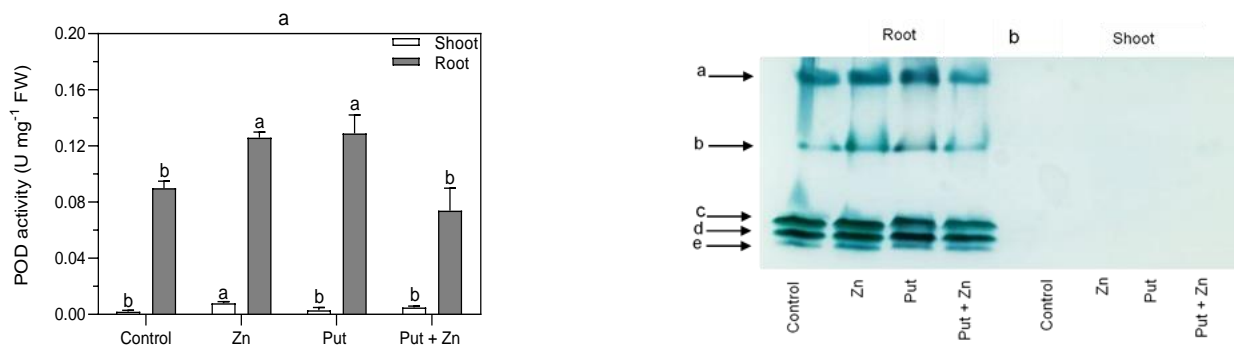 a
POD activity (U mg⁻¹ FW)
0.20
0.16
0.12
0.08
0.04
0.00
Shoot
Root
b
b
a
a
b
a
b
b
Control
Zn
Put
Put + Zn
Root
b
Shoot
a
b
c
d
e
Control
Zn
Put
Put + Zn
Control
Zn
Put
Put + Zn